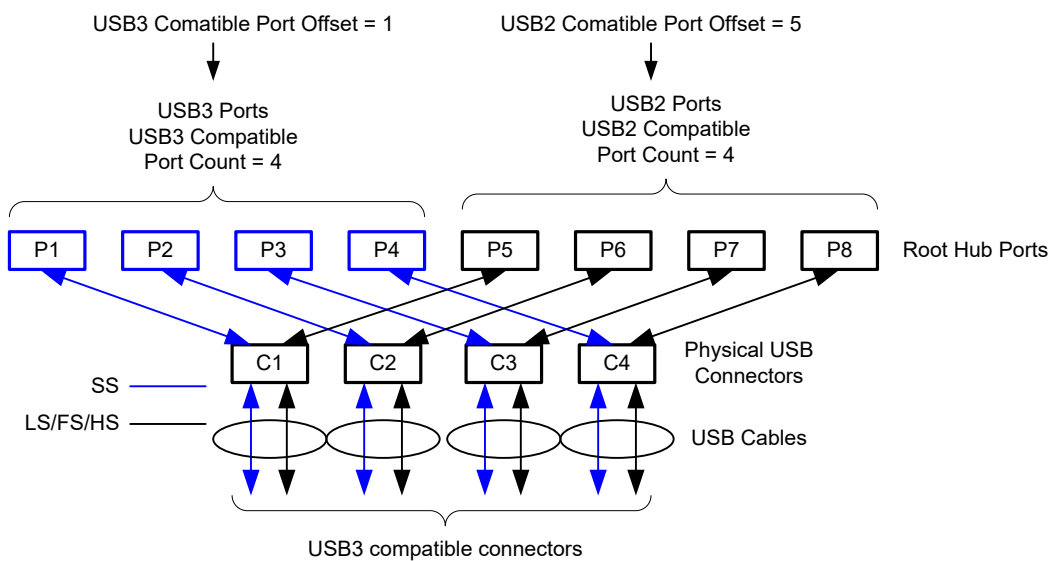 USB3 Comatible Port Offset = 1
USB2 Comatible Port Offset = 5
USB3 Ports
USB3 Compatible
Port Count = 4
USB2 Ports
USB2 Compatible
Port Count = 4
P1
P2
P3
P4
P5
P6
P7
P8
Root Hub Ports
C1
C2
C3
C4
Physical USB
Connectors
SS
LS/FS/HS
USB Cables
USB3 compatible connectors